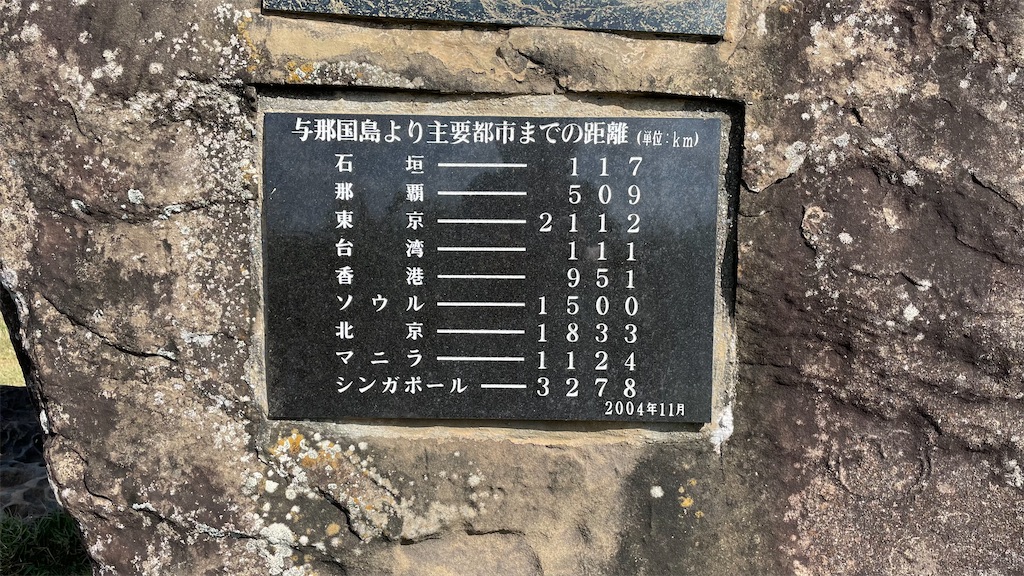 与那国島より主要都市までの距離(単位:km)
石垣――― 117
那覇――― 509
東京―――2112
台湾――― 111
香港――― 951
ソウル―――1500
北京―――1833
マニラ―――1124
シンガポール――3278
2004年11月